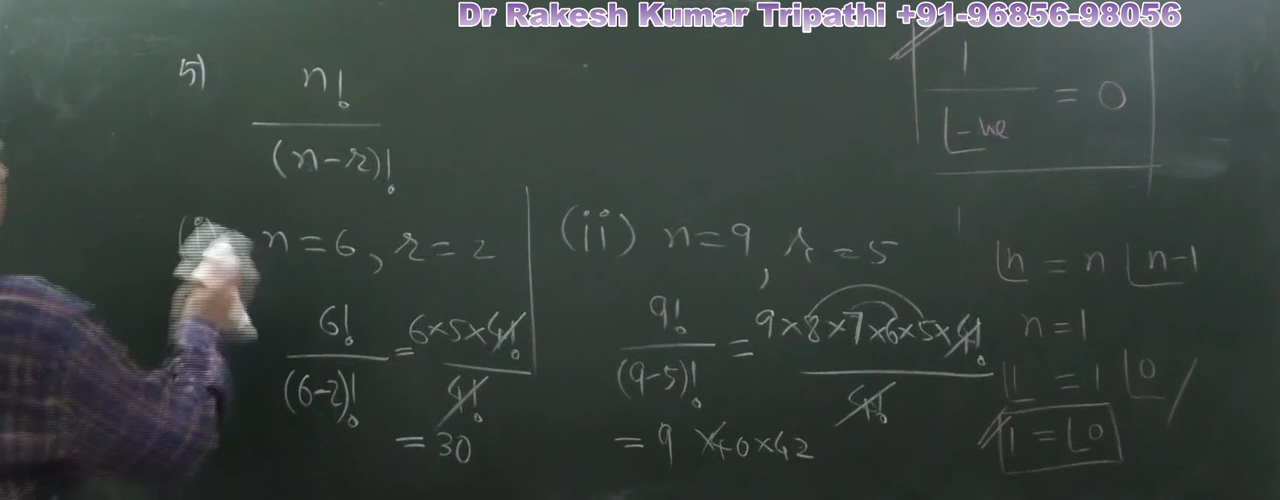 Dr Rakesh Kumar Tripathi +91-96856-98056
5) n! / (n-r)!
(i) n=6, r=2
6! / (6-2)! = 6×5×4! / 4!
= 30
(ii) n=9, r=5
9! / (9-5)! = 9×8×7×6×5×4! / 4!
= 9×40×42
1 / |-ve = 0
|n = n |n-1
n=1
|1 = 1 |0
1 = |0